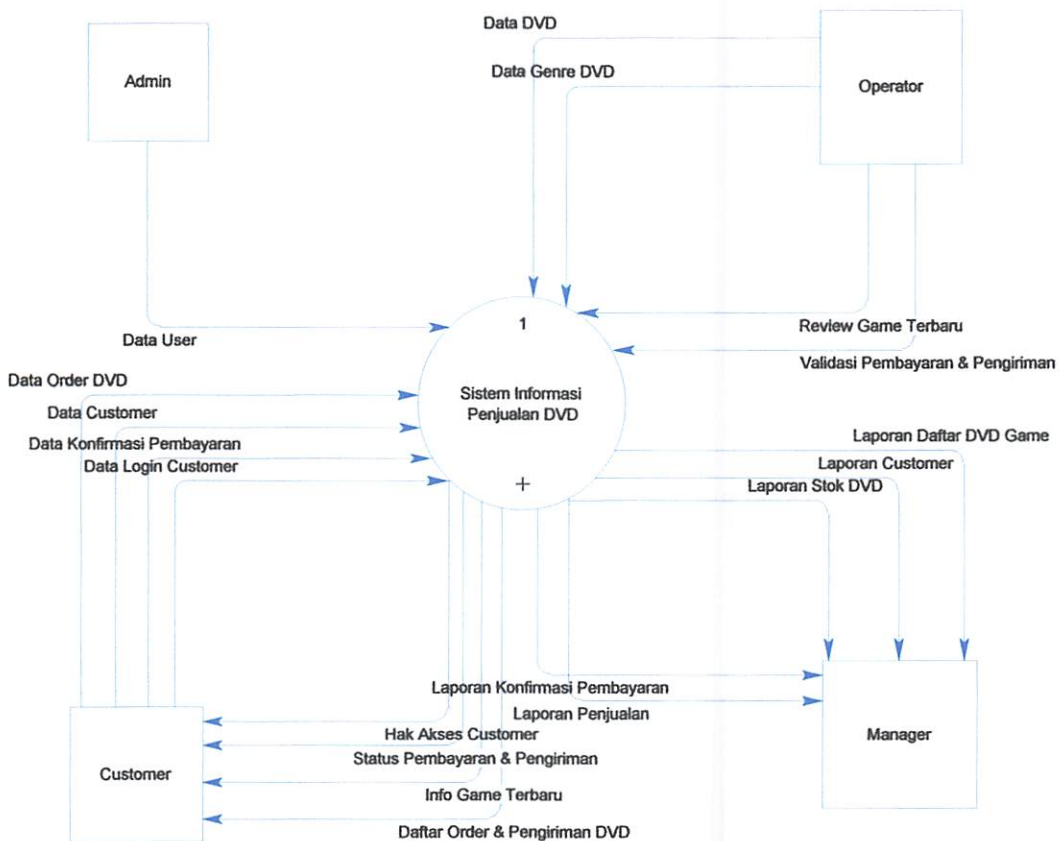 Data DVD
Admin
Data Genre DVD
Operator
1
Review Game Terbaru
Data User
Validasi Pembayaran & Pengiriman
Data Order DVD
Sistem Informasi
Penjualan DVD
Data Customer
Data Konfirmasi Pembayaran
Data Login Customer
Laporan Daftar DVD Game
Laporan Customer
Laporan Stok DVD
+
Laporan Konfirmasi Pembayaran
Laporan Penjualan
Hak Akses Customer
Status Pembayaran & Pengiriman
Info Game Terbaru
Daftar Order & Pengiriman DVD
Customer
Manager